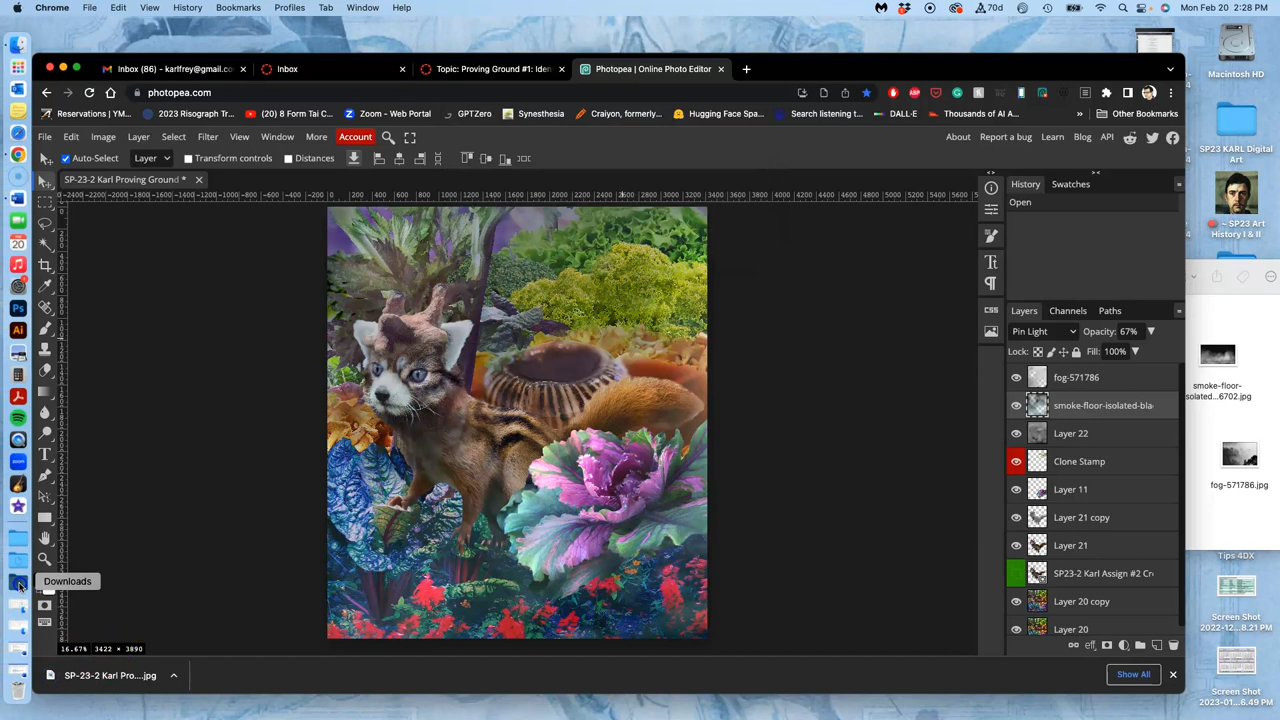 Chrome File Edit View History Bookmarks Profiles Tab Window Help
70d
Mon Feb 20 2:28 PM
Inbox (86) - karlfrey@gmail.co
Inbox
Topic: Proving Ground #1: Iden
Photopea | Online Photo Editor
photopea.com
Reservations | YM...
2023 Risograph Tr...
(20) 8 Form Tai C...
Zoom - Web Portal
GPTZero
Synesthesia
Craiyon, formerly...
Hugging Face Spa...
Search listening t...
DALL·E
Thousands of AI A...
Other Bookmarks
File Edit Image Layer Select Filter View Window More Account
About Report a bug Learn Blog API
Auto-Select Layer Transform controls Distances
SP-23-2 Karl Proving Ground *
History Swatches
Open
CSS
Layers Channels Paths
Pin Light Opacity: 67%
Lock: Fill: 100%
fog-571786
smoke-floor-isolated-bla
Layer 22
Clone Stamp
Layer 11
Layer 21 copy
Layer 21
SP23-2 Karl Assign #2 Cr
Layer 20 copy
Layer 20
eff
16.67% 3422 × 3890
Downloads
SP-23-2 Karl Pro....jpg
Show All
Macintosh HD
SP23 KARL Digital
Art
~ SP23 Art
History I & II
smoke-floor-
isolated...6702.jpg
fog-571786.jpg
Tips 4DX
Screen Shot
2022-12...8.21 PM
Screen Shot
2023-01...6.49 PM